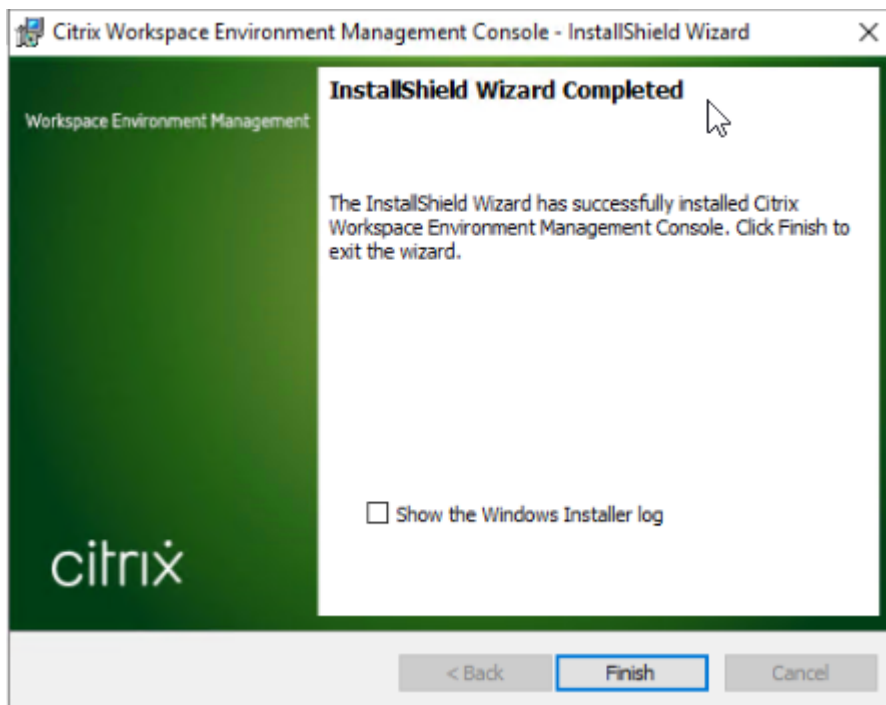 Citrix Workspace Environment Management Console - InstallShield Wizard
Workspace Environment Management
InstallShield Wizard Completed
The InstallShield Wizard has successfully installed Citrix
Workspace Environment Management Console. Click Finish to
exit the wizard.
Show the Windows Installer log
citrix
< Back
Finish
Cancel